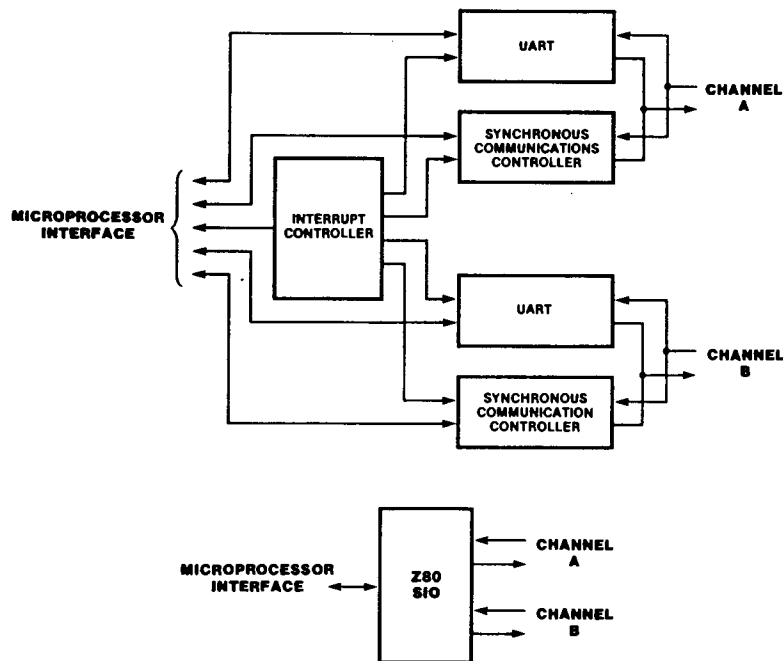 UART
CHANNEL
A
SYNCHRONOUS
COMMUNICATIONS
CONTROLLER
MICROPROCESSOR
INTERFACE
INTERRUPT
CONTROLLER
UART
CHANNEL
B
SYNCHRONOUS
COMMUNICATION
CONTROLLER
MICROPROCESSOR
INTERFACE
Z80
SIO
CHANNEL
A
CHANNEL
B